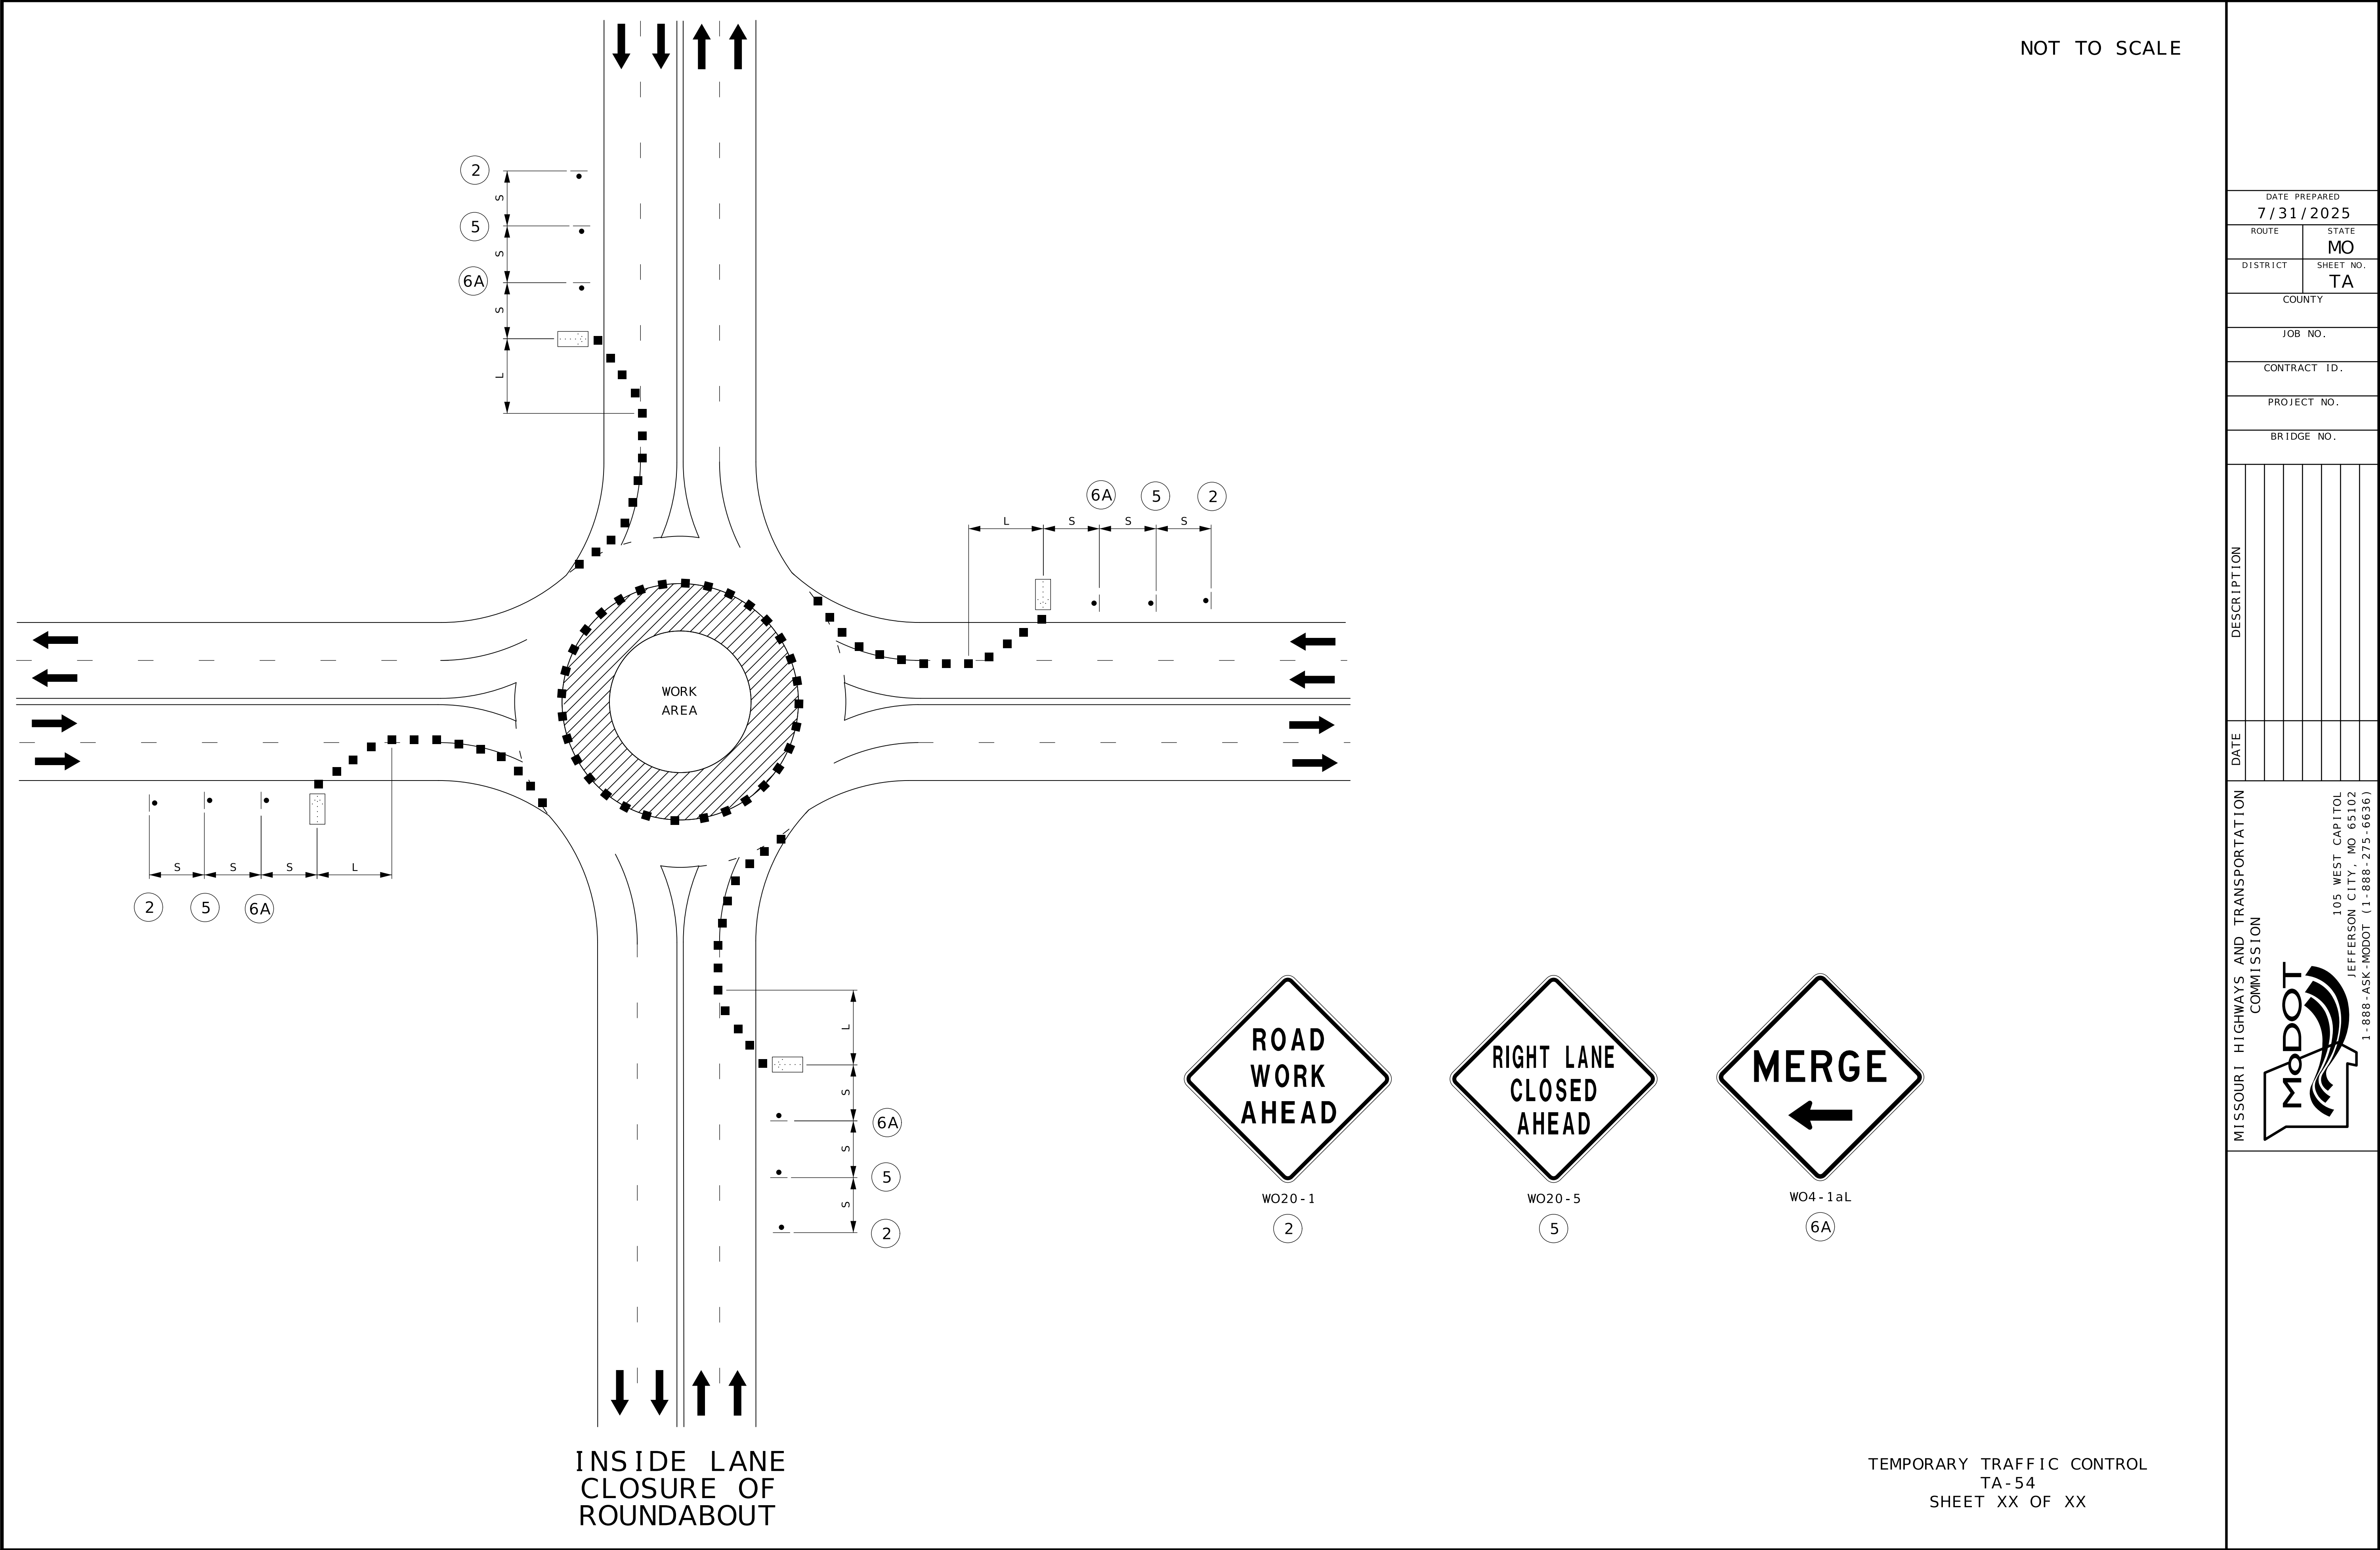 NOT TO SCALE
2
S
5
S
6A
S
L
6A
5
2
L
S
S
S
WORK
AREA
S
S
S
L
2
5
6A
L
S
6A
S
5
S
2
ROAD
WORK
AHEAD
WO20-1
2
RIGHT LANE
CLOSED
AHEAD
WO20-5
5
MERGE
WO4-1aL
6A
INSIDE LANE
CLOSURE OF
ROUNDABOUT
TEMPORARY TRAFFIC CONTROL
TA-54
SHEET XX OF XX
DATE PREPARED
7/31/2025
ROUTE
STATE
MO
DISTRICT
SHEET NO.
TA
COUNTY
JOB NO.
CONTRACT ID.
PROJECT NO.
BRIDGE NO.
DESCRIPTION
DATE
MISSOURI HIGHWAYS AND TRANSPORTATION
COMMISSION
MoDOT
105 WEST CAPITOL
JEFFERSON CITY, MO 65102
1-888-ASK-MODOT (1-888-275-6636)